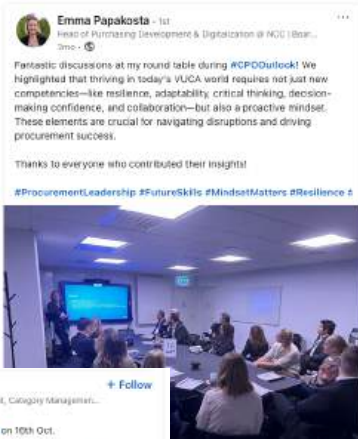 Emma Papakosta · 1st
Head of Purchasing Development & Digitalization @ NCC | Boar...
3mo ·
Fantastic discussions at my round table during #CPOOutlook! We
highlighted that thriving in today's VUCA world requires not just new
competencies—like resilience, adaptability, critical thinking, decision-
making confidence, and collaboration—but also a proactive mindset.
These elements are crucial for navigating disruptions and driving
procurement success.
Thanks to everyone who contributed their insights!
#ProcurementLeadership #FutureSkills #MindsetMatters #Resilience #
+ Follow
Category Managemen...
on 16th Oct.